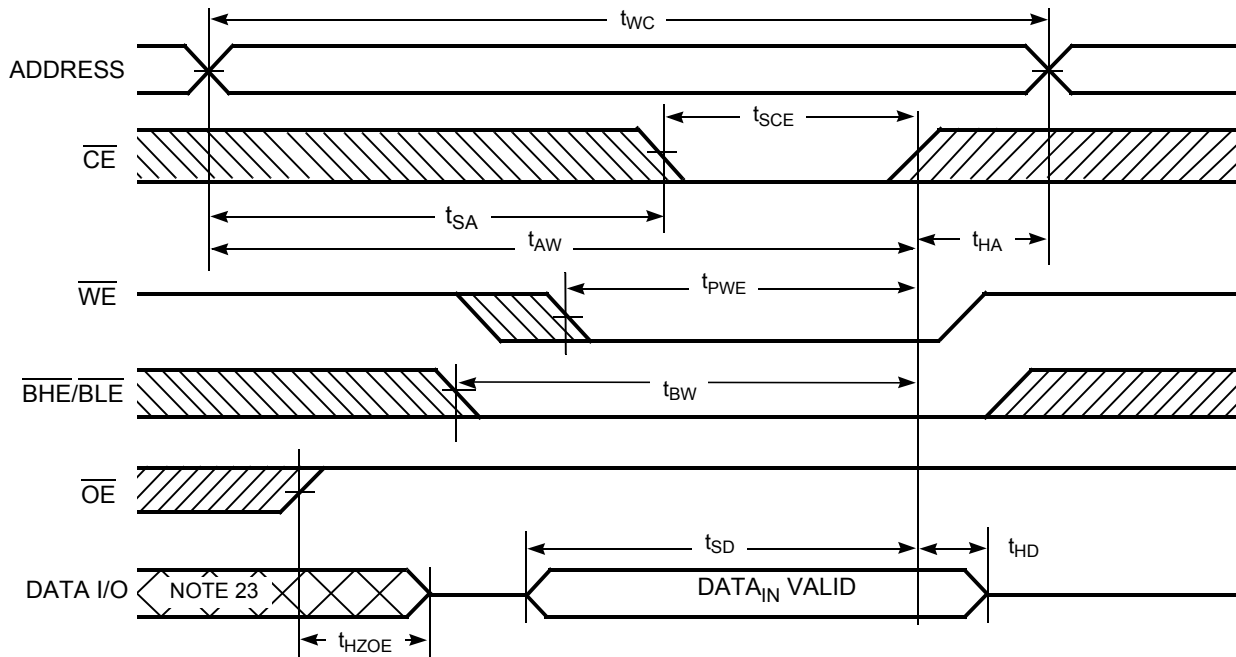 tWC
ADDRESS
tSCE
CE
tSA
tAW
tHA
WE
tPWE
BHE/BLE
tBW
OE
tSD
tHD
DATA I/O
NOTE 23
DATAIN VALID
tHZOE